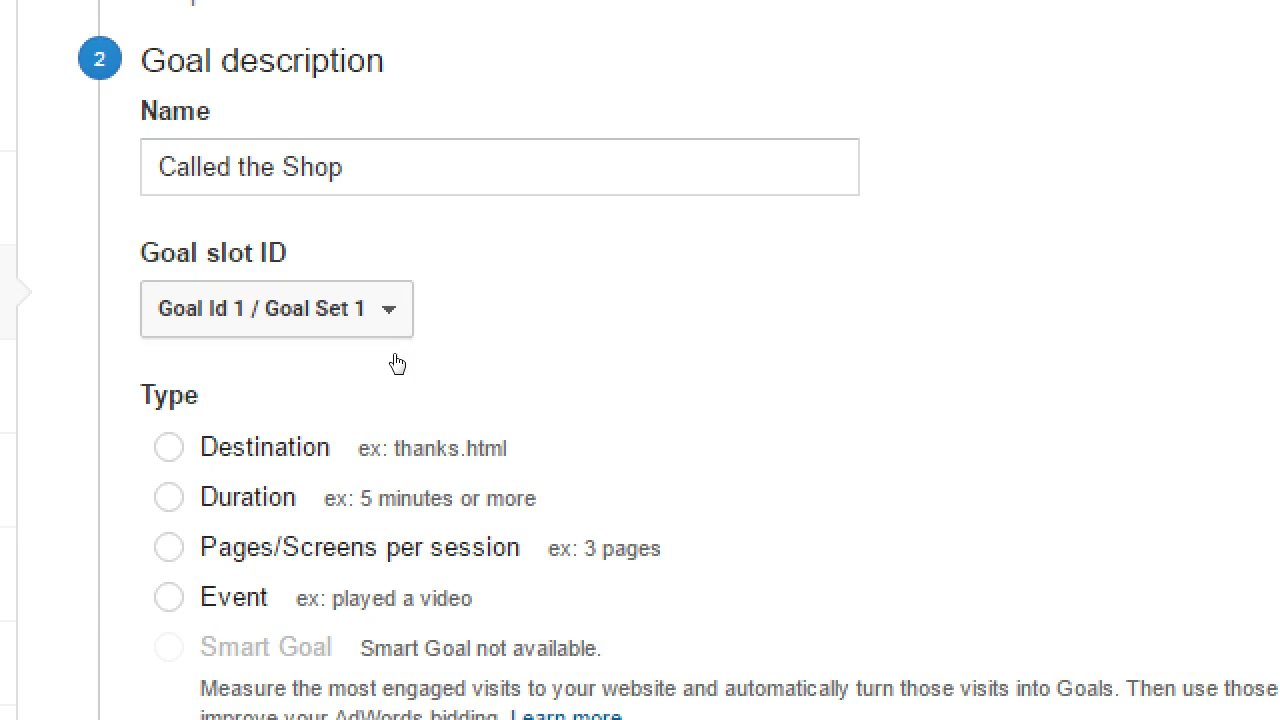 2 Goal description
Name
Called the Shop
Goal slot ID
Goal Id 1 / Goal Set 1
Type
Destination ex: thanks.html
Duration ex: 5 minutes or more
Pages/Screens per session ex: 3 pages
Event ex: played a video
Smart Goal Smart Goal not available.
Measure the most engaged visits to your website and automatically turn those visits into Goals. Then use those
improve your AdWords bidding. Learn more